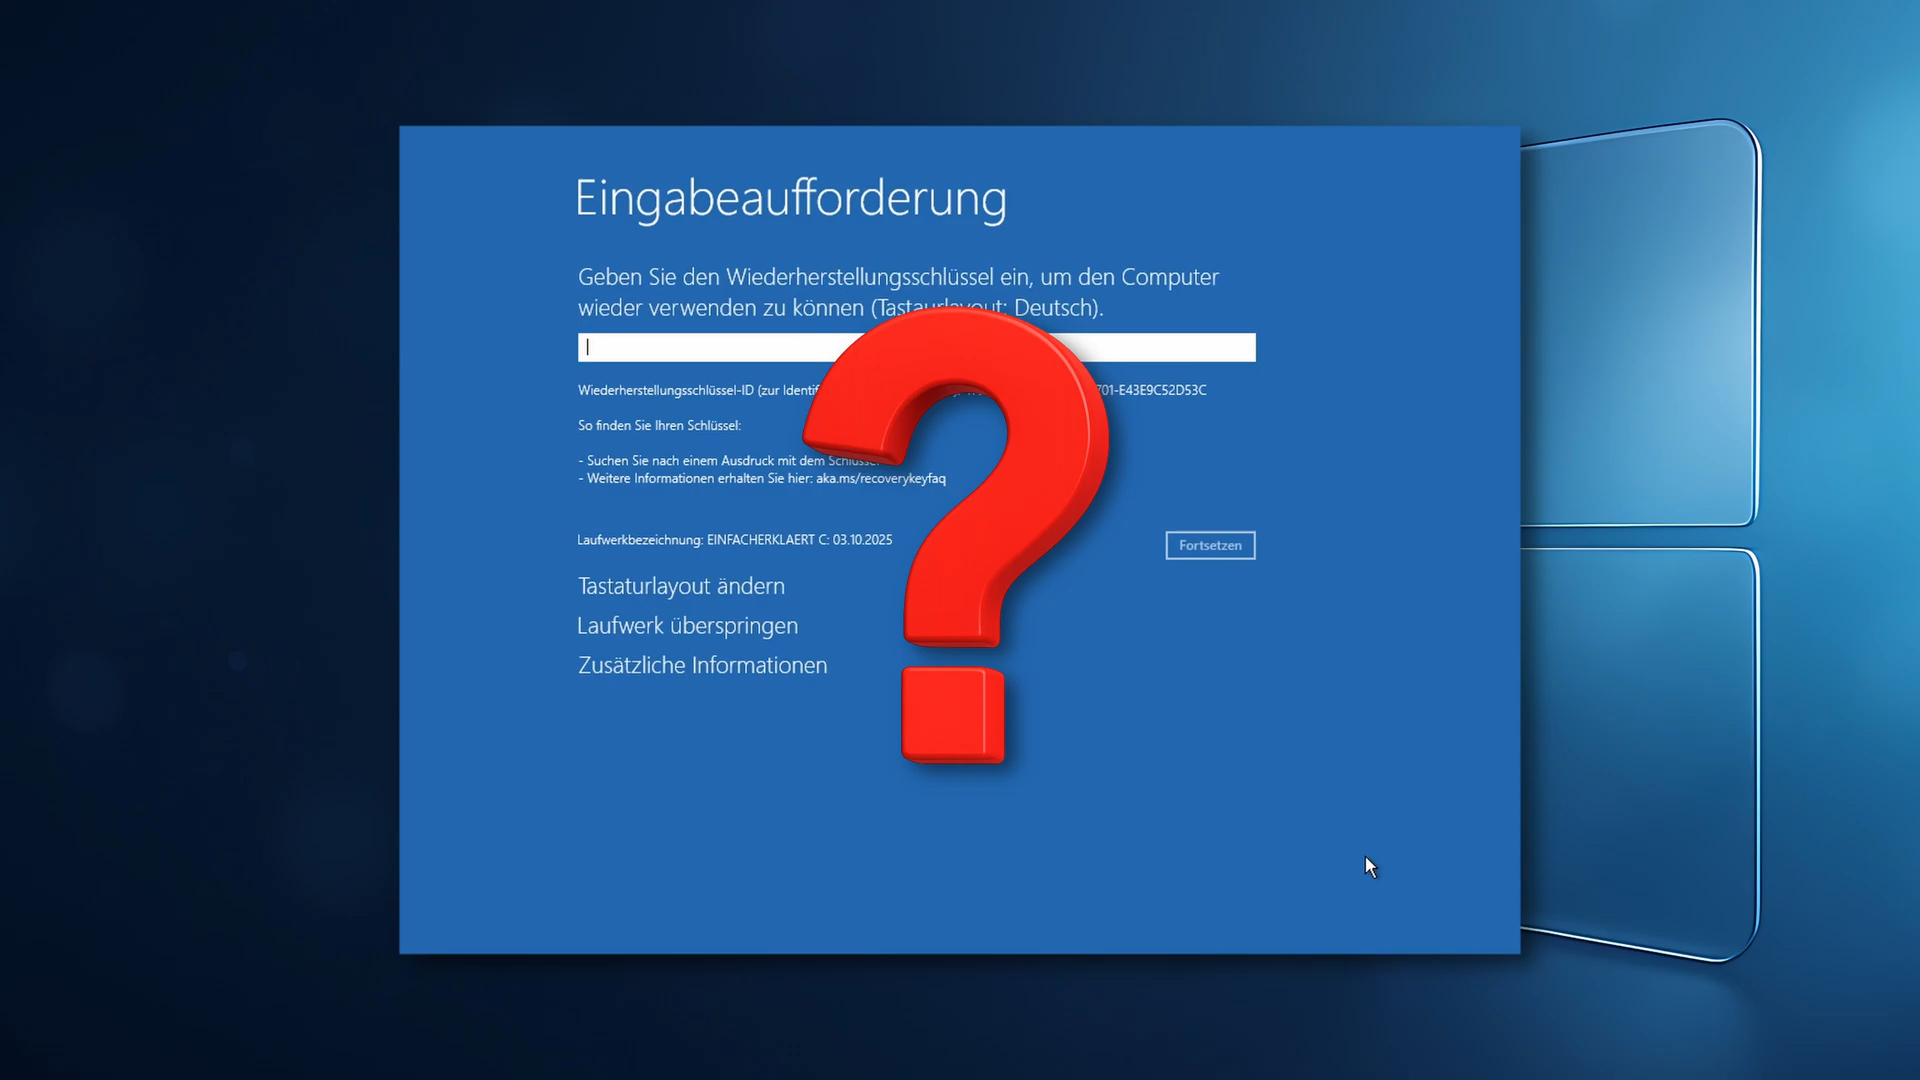 Eingabeaufforderung
Geben Sie den Wiederherstellungsschlüssel ein, um den Computer
wieder verwenden zu können (Tastaurlayout: Deutsch).
Wiederherstellungsschlüssel-ID (zur 701-E43E9C52D53C
So finden Sie Ihren Schlüssel:
- Suchen Sie nach einem Ausdruck mit dem Schlüssel
- Weitere Informationen erhalten Sie hier: aka.ms/recoverykeyfaq
Laufwerkbezeichnung: EINFACHERKLAERT C: 03.10.2025
Fortsetzen
Tastaturlayout ändern
Laufwerk überspringen
Zusätzliche Informationen
?